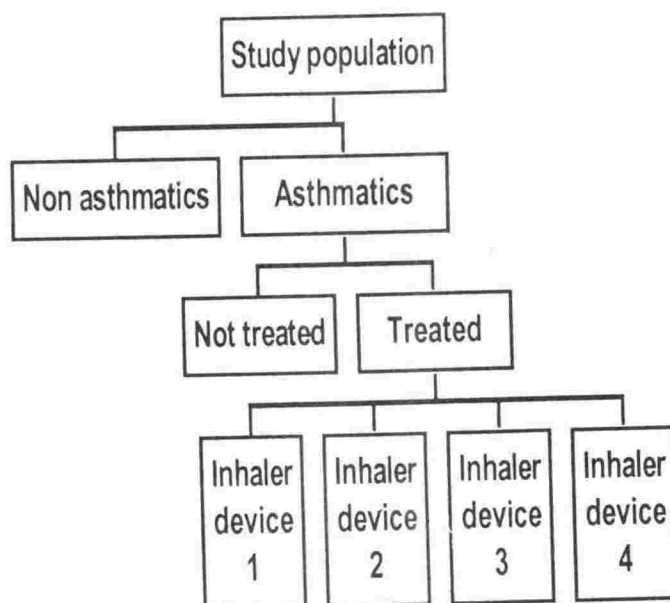 Study population
Non asthmatics
Asthmatics
Not treated
Treated
Inhaler
device
1
Inhaler
device
2
Inhaler
device
3
Inhaler
device
4